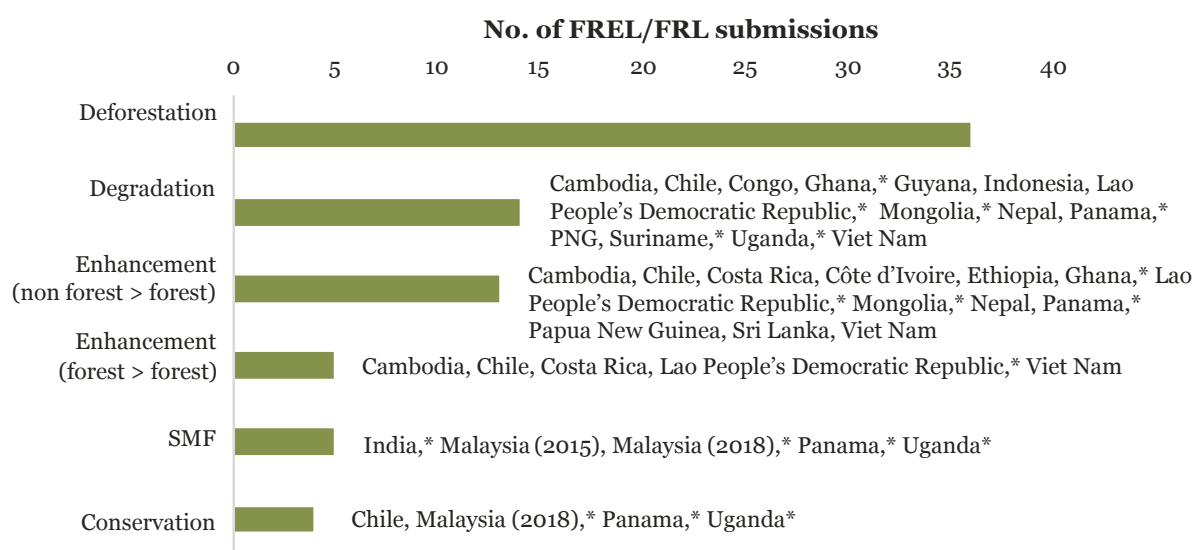 No. of FREL/FRL submissions
0 5 10 15 20 25 30 35 40
Deforestation
Degradation
Cambodia, Chile, Congo, Ghana,* Guyana, Indonesia, Lao
People’s Democratic Republic,* Mongolia,* Nepal, Panama,*
PNG, Suriname,* Uganda,* Viet Nam
Enhancement
(non forest > forest)
Cambodia, Chile, Costa Rica, Côte d’Ivoire, Ethiopia, Ghana,* Lao
People’s Democratic Republic,* Mongolia,* Nepal, Panama,*
Papua New Guinea, Sri Lanka, Viet Nam
Enhancement
(forest > forest)
Cambodia, Chile, Costa Rica, Lao People’s Democratic Republic,* Viet Nam
SMF
India,* Malaysia (2015), Malaysia (2018),* Panama,* Uganda*
Conservation
Chile, Malaysia (2018),* Panama,* Uganda*